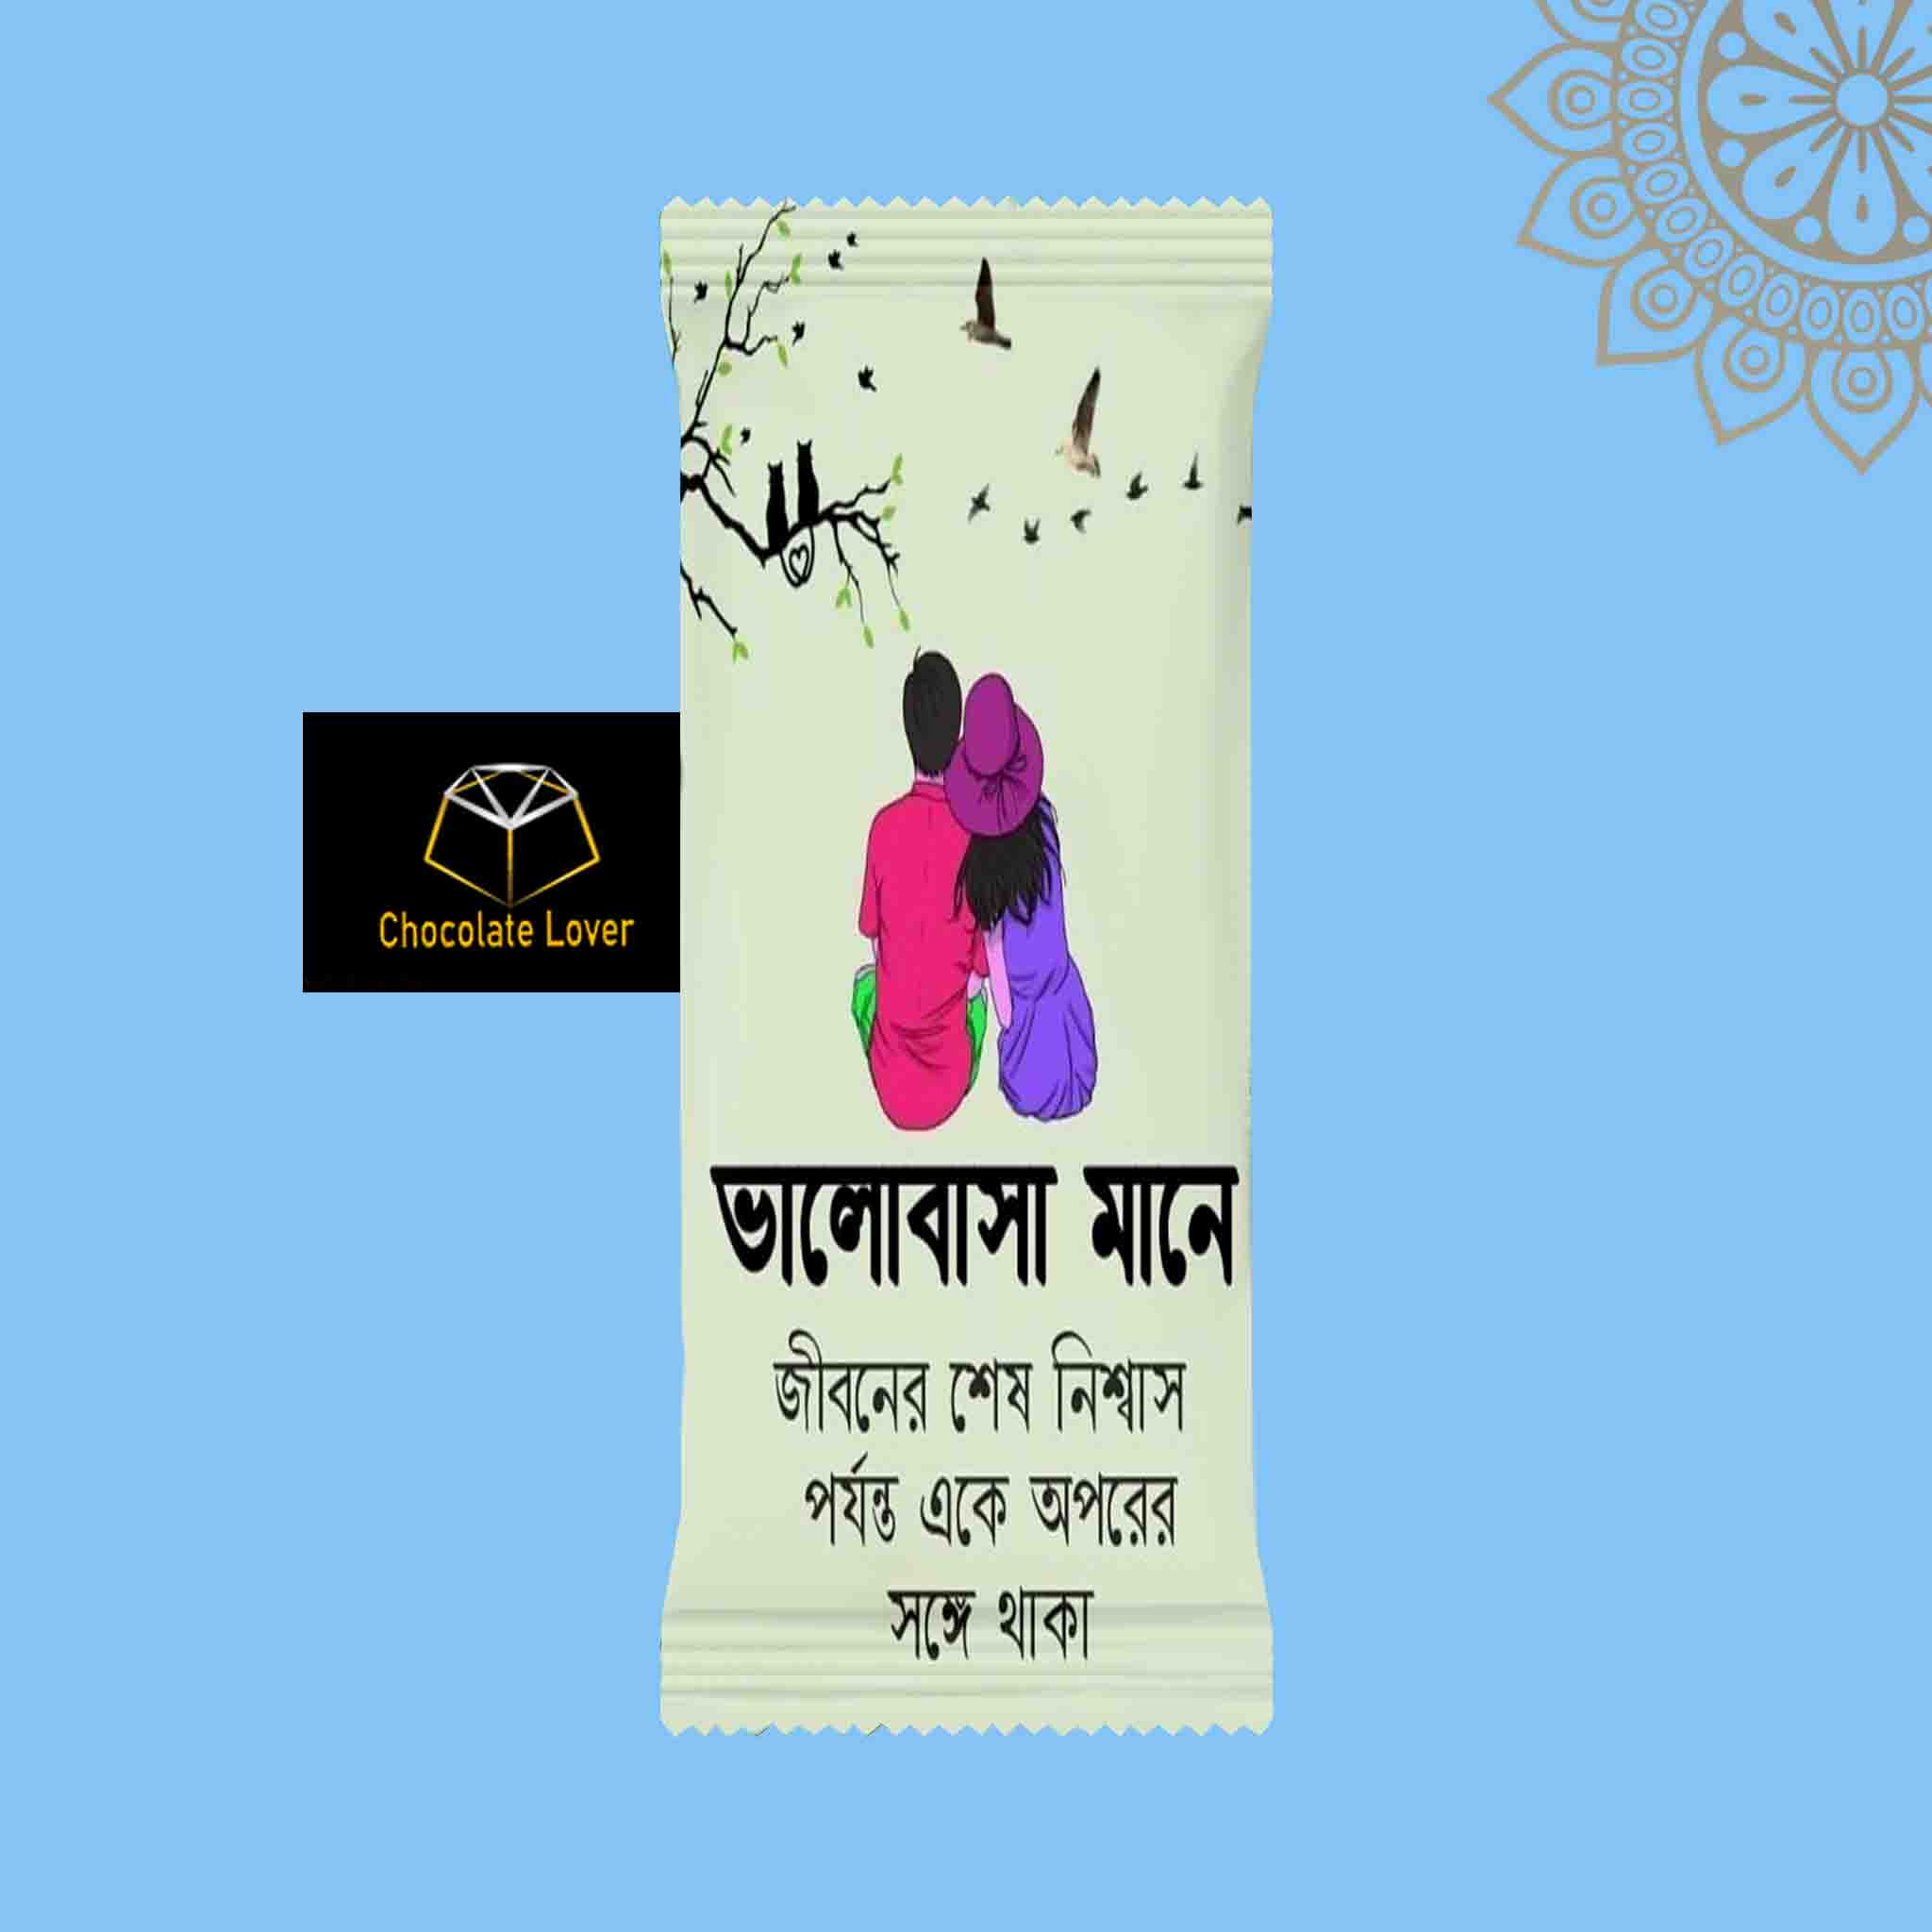 Chocolate Lover
ভালোবাসা মানে
জীবনের শেষ নিশ্বাস
পর্যন্ত একে অপরের
সঙ্গে থাকা